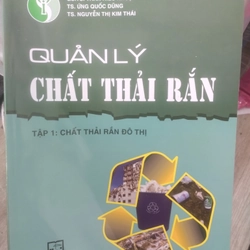 TS. ỨNG QUỐC DŨNG
TS. NGUYỄN THỊ KIM THÁI
QUẢN LÝ
CHẤT THẢI RẮN
TẬP 1: CHẤT THẢI RẮN ĐÔ THỊ